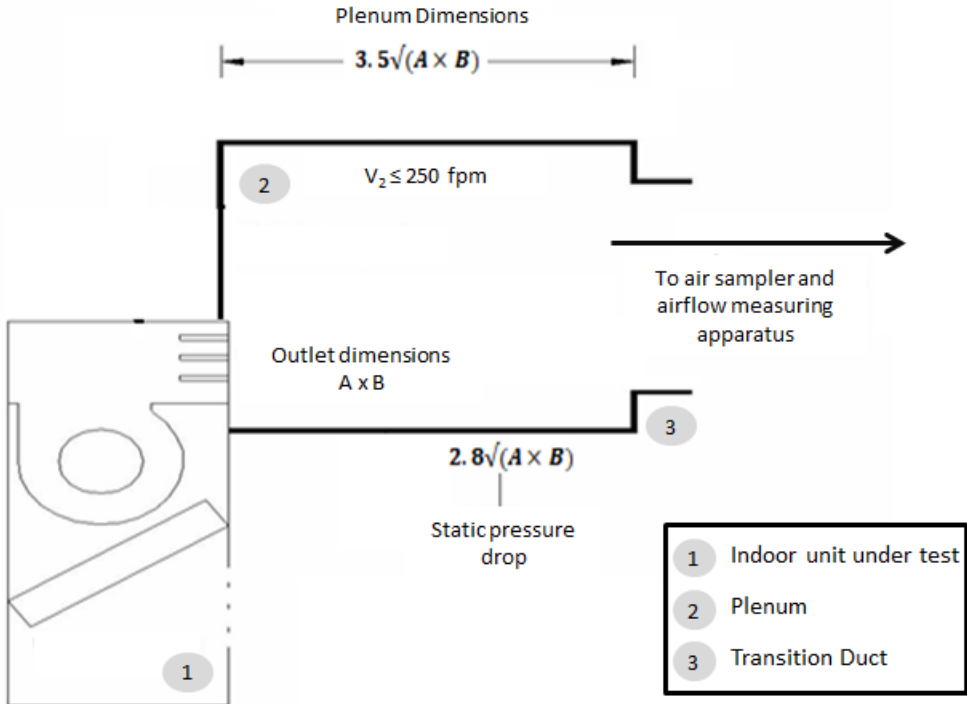 Plenum Dimensions
3.5√(A × B)
2
V₂ ≤ 250 fpm
To air sampler and
airflow measuring
apparatus
Outlet dimensions
A x B
3
2.8√(A × B)
Static pressure
drop
1
1 Indoor unit under test
2 Plenum
3 Transition Duct